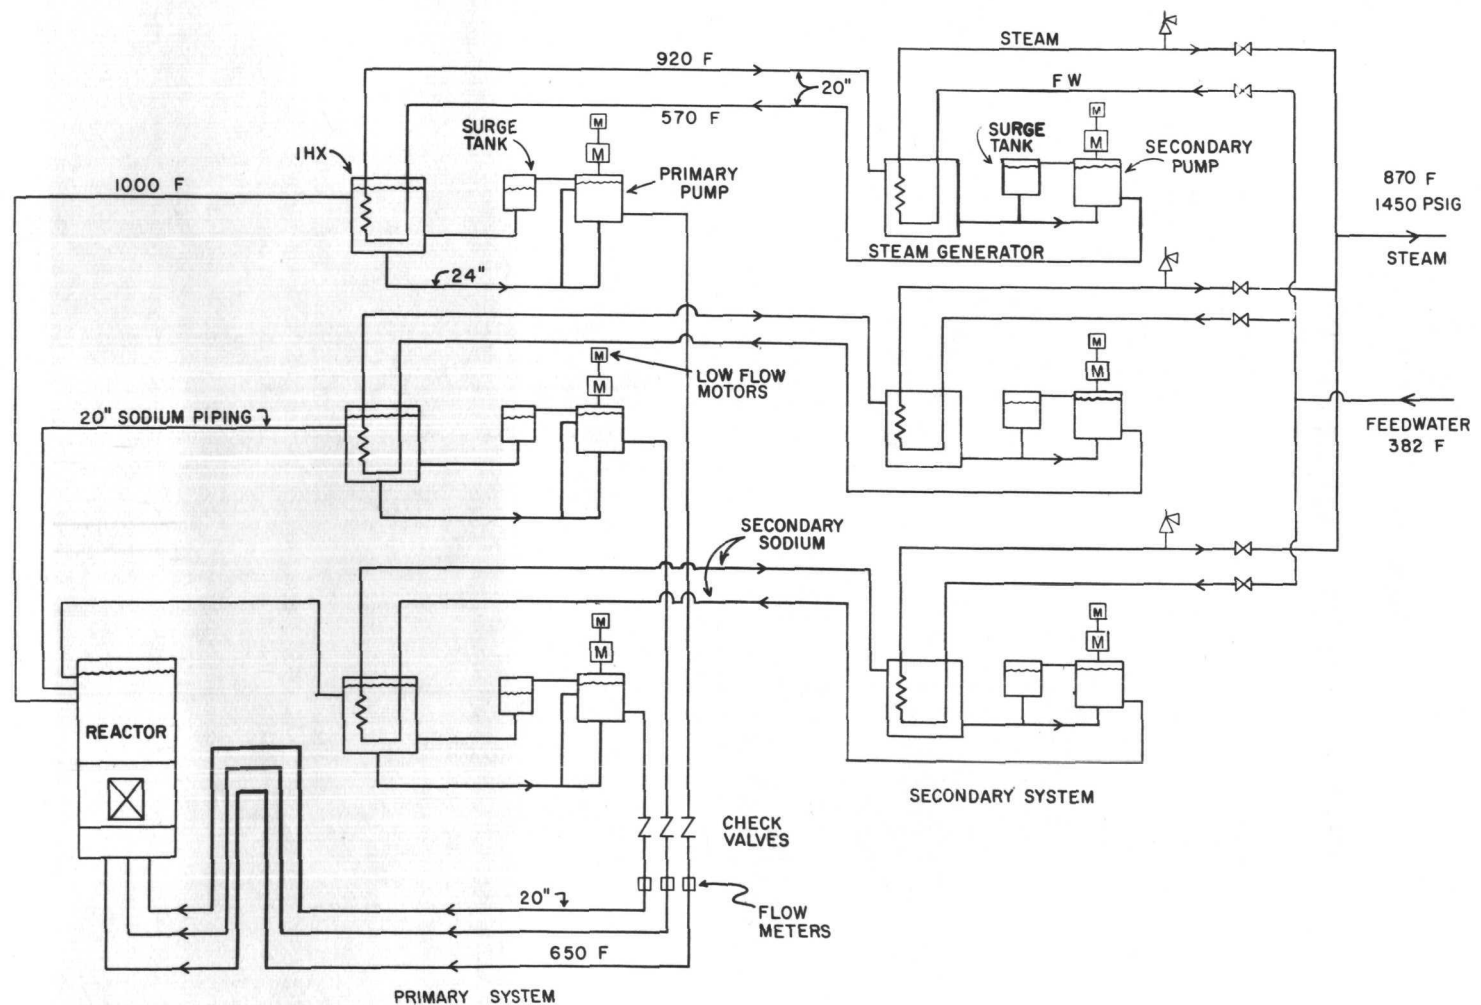 STEAM
920 F
20"
F W
570 F
M
M
SURGE
TANK
M
M
SURGE
TANK
SECONDARY
PUMP
IHX
PRIMARY
PUMP
1000 F
870 F
1450 PSIG
STEAM
STEAM GENERATOR
24"
M
M
LOW FLOW
MOTORS
M
M
20" SODIUM PIPING
FEEDWATER
382 F
SECONDARY
SODIUM
M
M
M
M
REACTOR
SECONDARY SYSTEM
CHECK
VALVES
20"
FLOW
METERS
650 F
PRIMARY SYSTEM